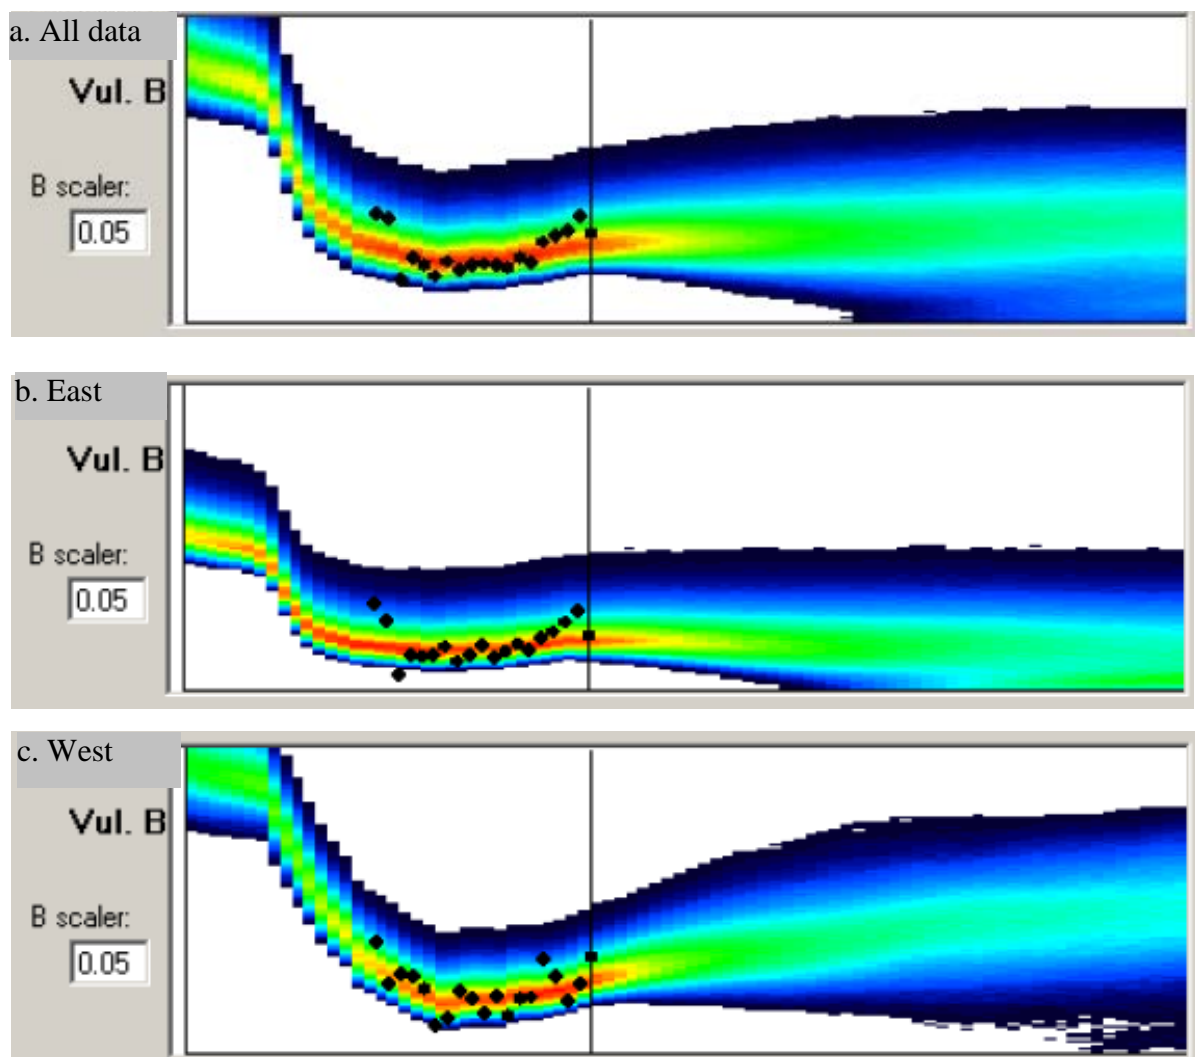 a. All data
Vul. B
B scaler:
0.05
b. East
Vul. B
B scaler:
0.05
c. West
Vul. B
B scaler:
0.05